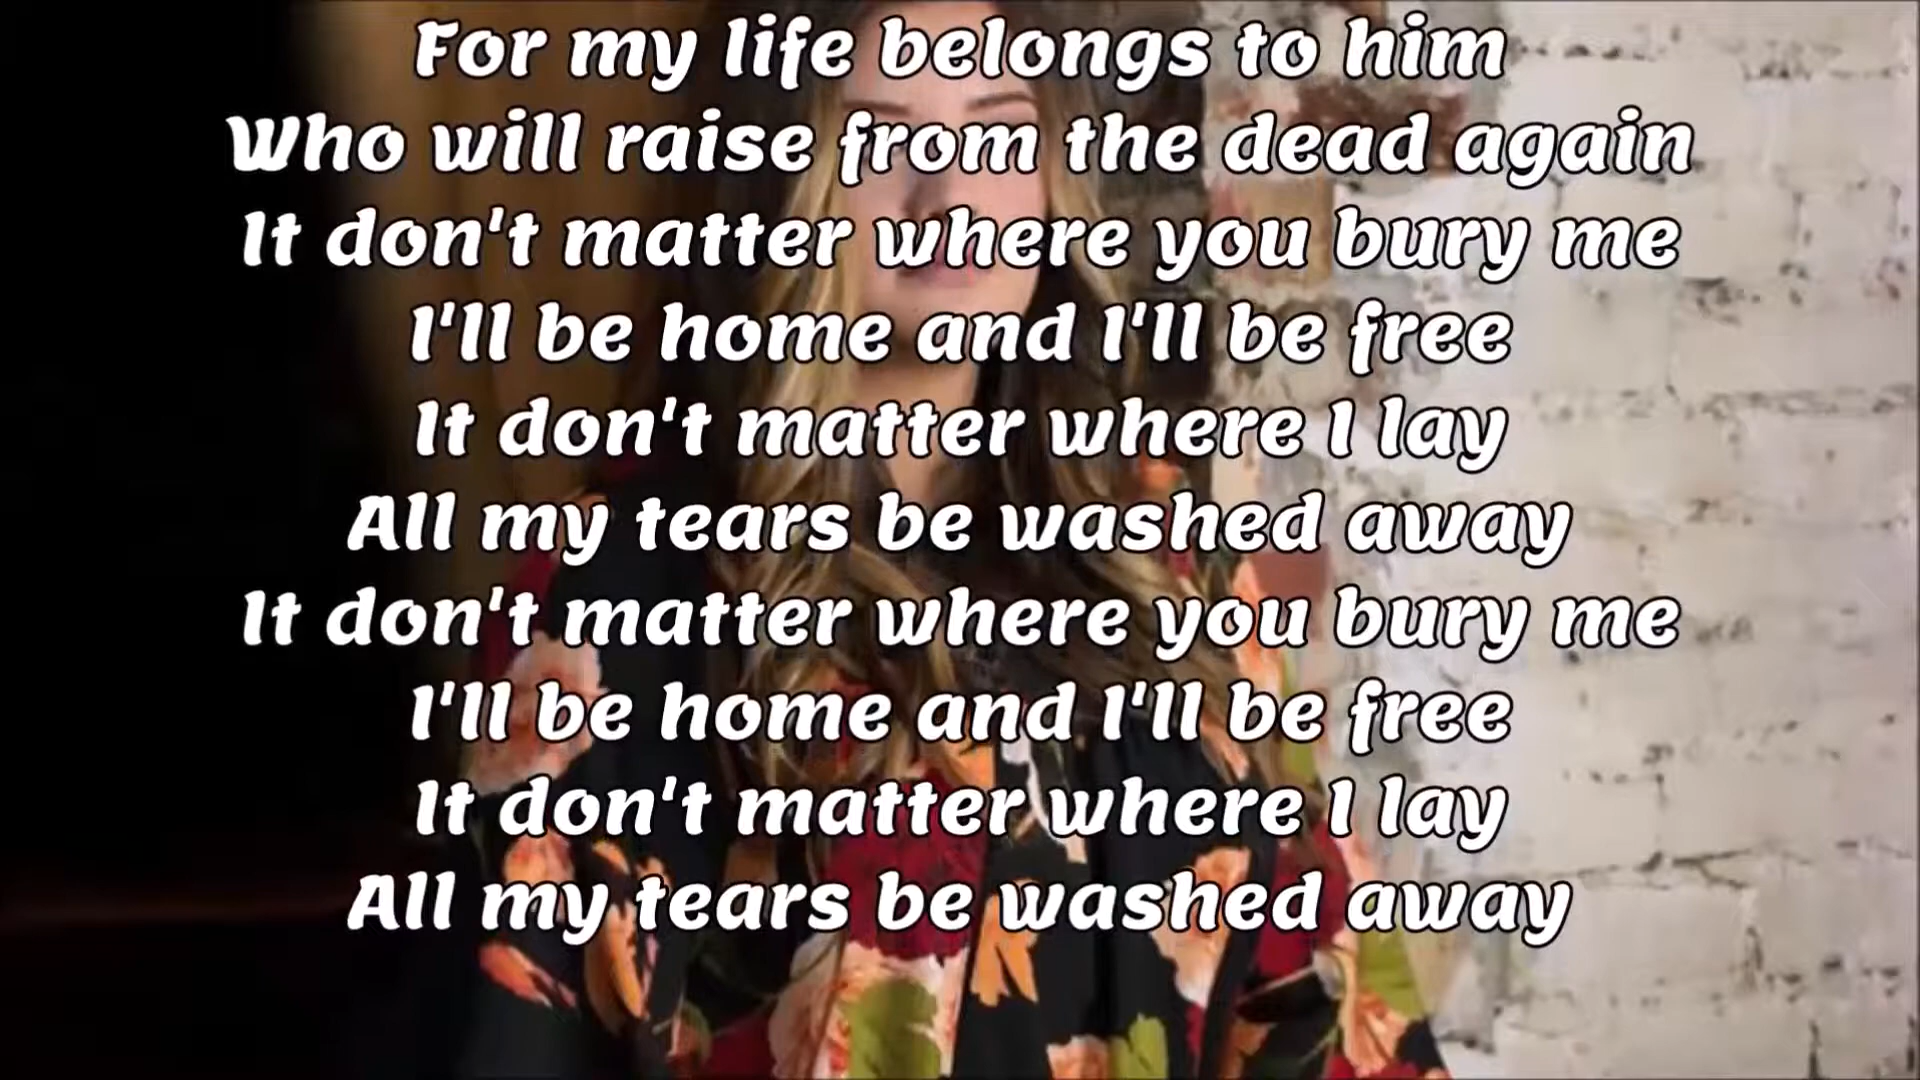 For my life belongs to him
Who will raise from the dead again
It don't matter where you bury me
I'll be home and I'll be free
It don't matter where I lay
All my tears be washed away
It don't matter where you bury me
I'll be home and I'll be free
It don't matter where I lay
All my tears be washed away